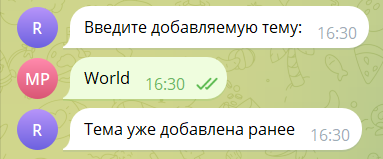 R Введите добавляемую тему: 16:30
MP World 16:30
R Тема уже добавлена ранее 16:30